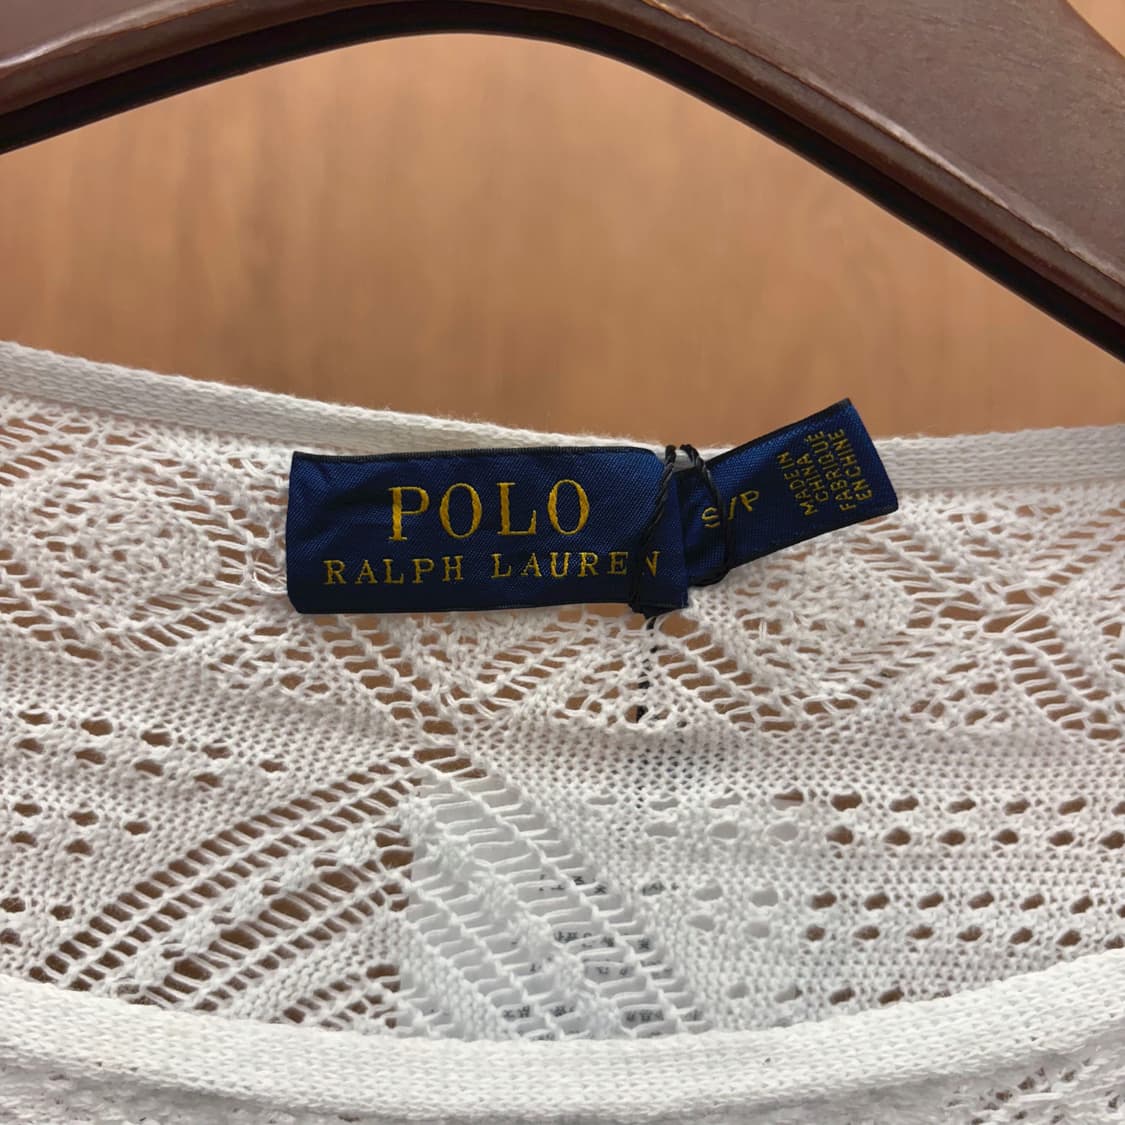 POLO
RALPH LAUREN
S/P
MADE IN
CHINA
FABRIQUÉ
EN CHINE